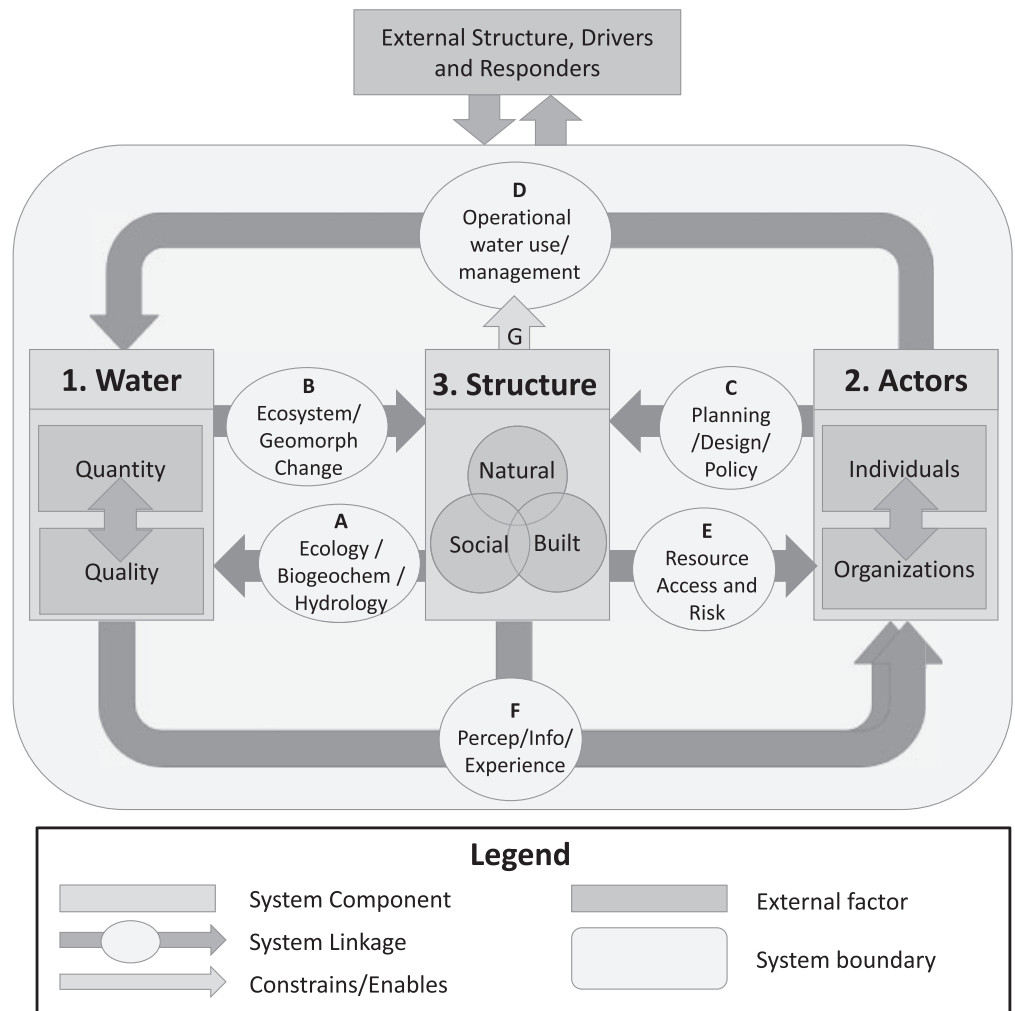 External Structure, Drivers
and Responders
D
Operational
water use/
management
G
1. Water
3. Structure
2. Actors
B
Ecosystem/
Geomorph
Change
C
Planning
/Design/
Policy
Quantity
Quality
Natural
Social
Built
Individuals
Organizations
A
Ecology /
Biogeochem /
Hydrology
E
Resource
Access and
Risk
F
Percep/Info/
Experience
Legend
System Component
System Linkage
Constrains/Enables
External factor
System boundary